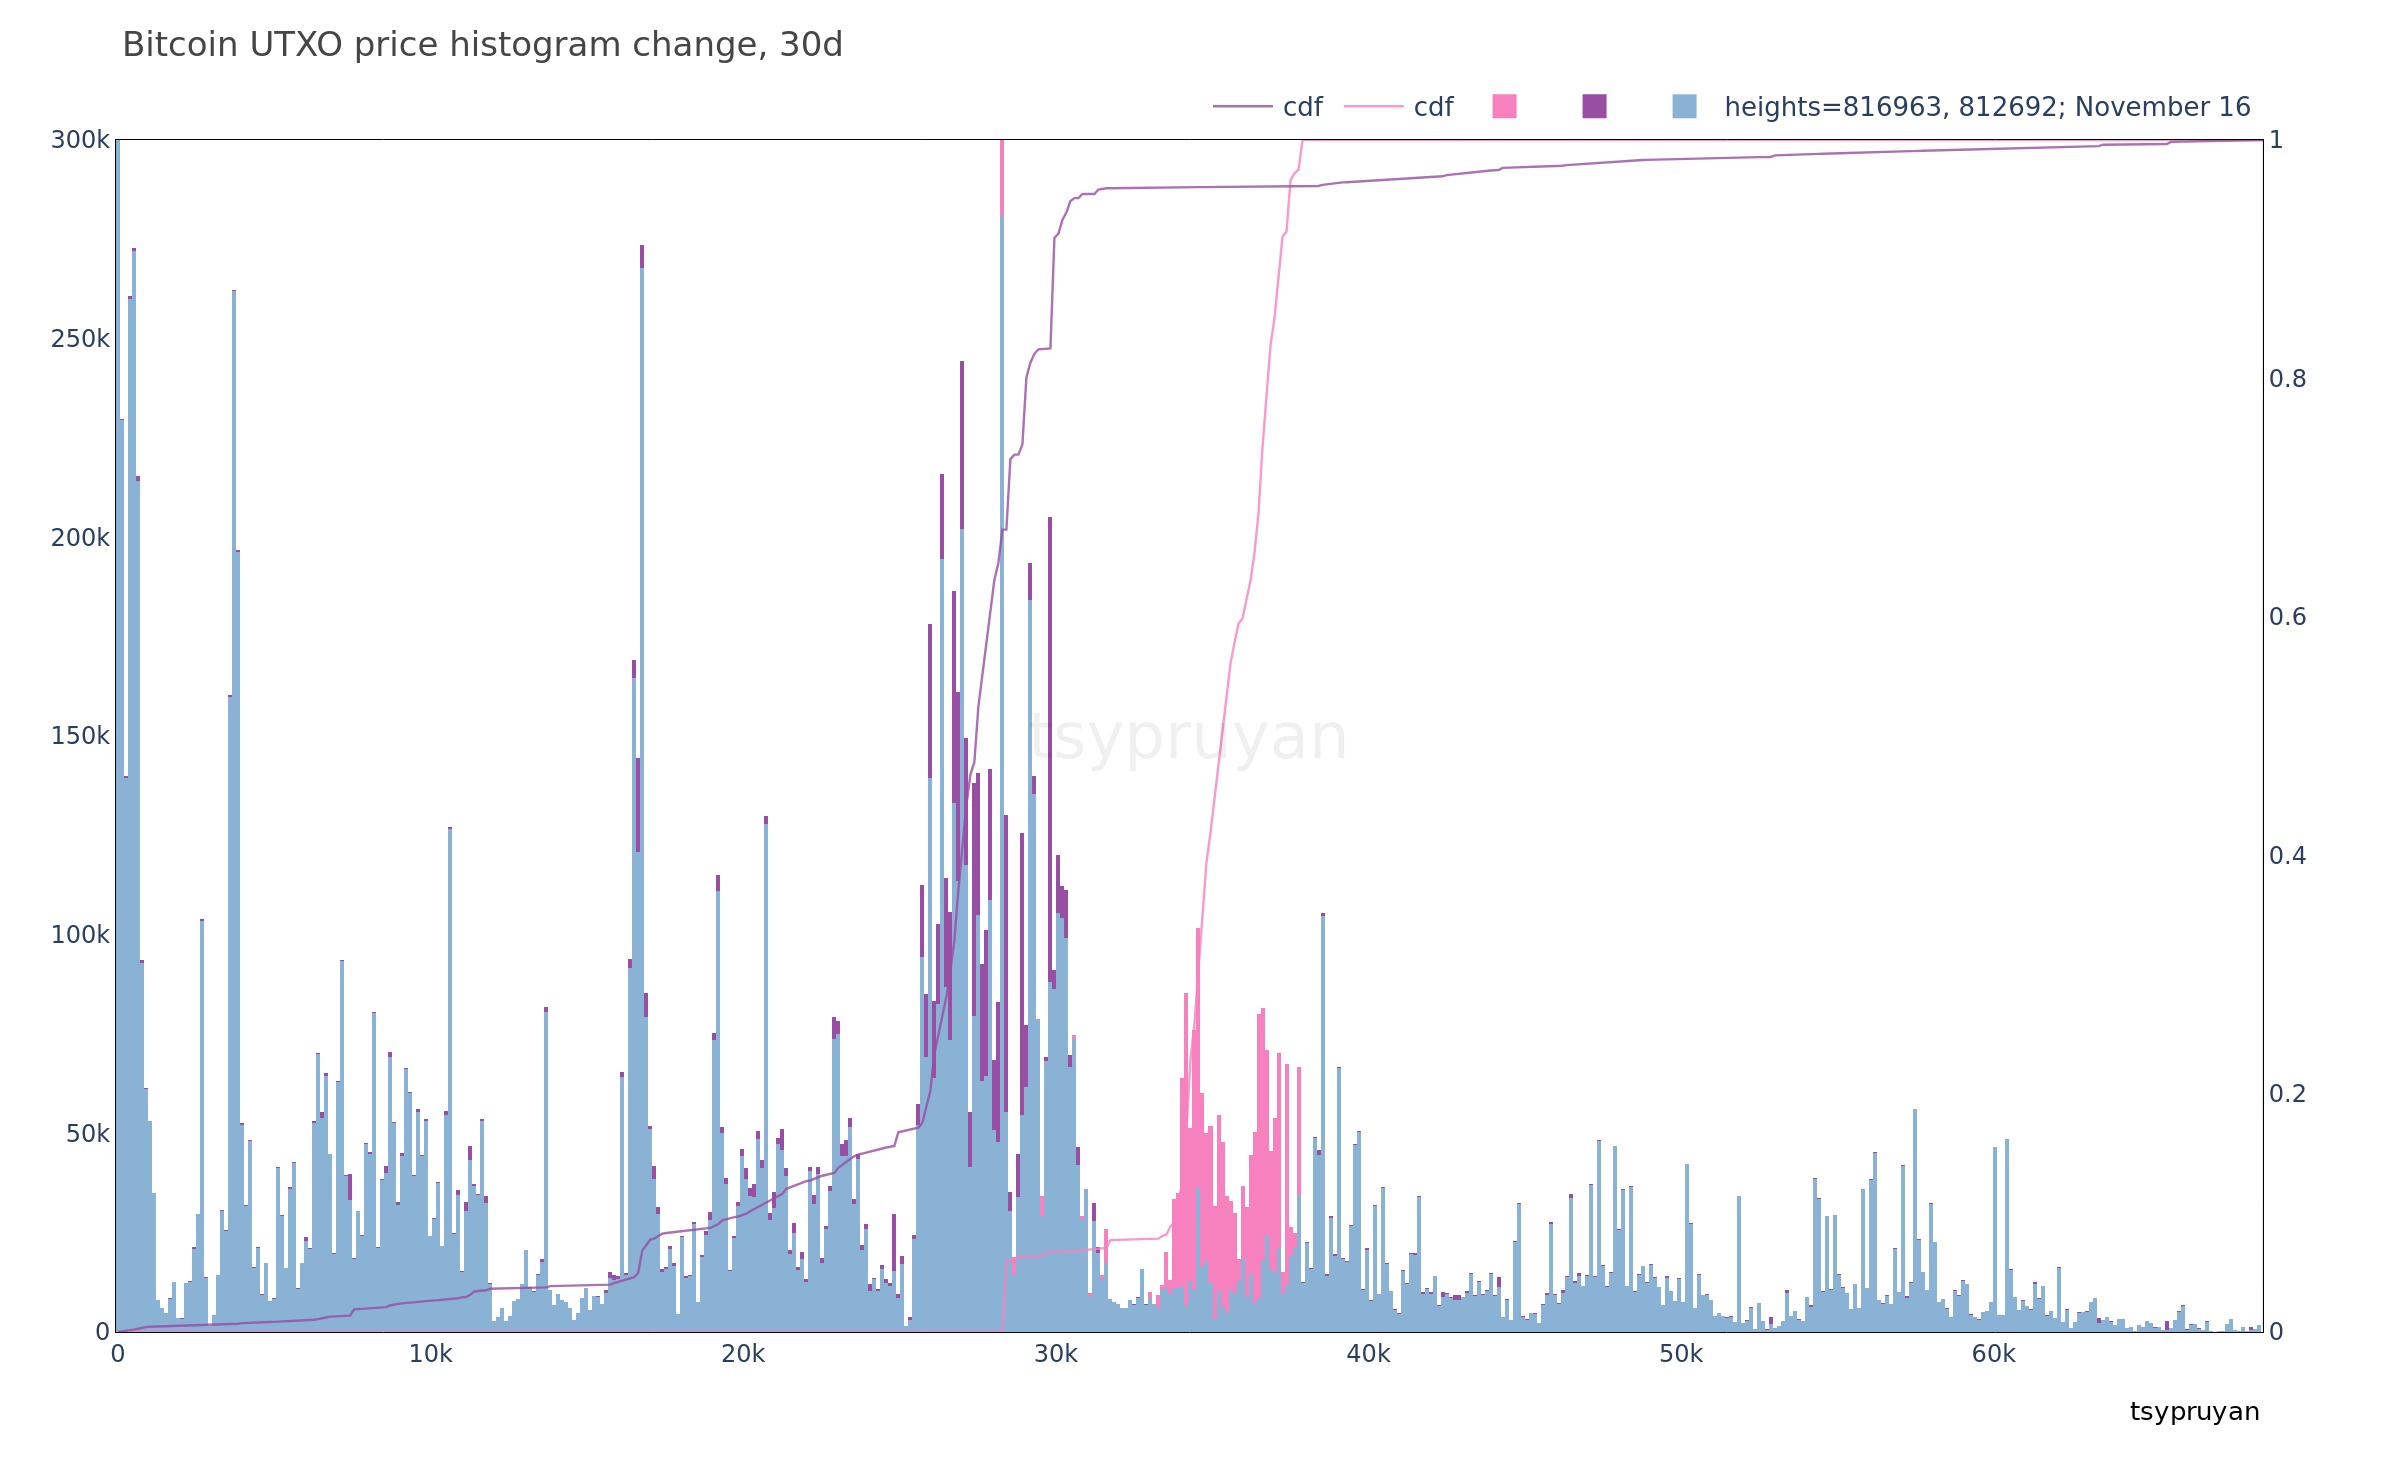 Bitcoin UTXO price histogram change, 30d
cdf cdf heights=816963, 812692; November 16
300k
250k
200k
150k
100k
50k
0
1
0.8
0.6
0.4
0.2
0
tsypruyan
0 10k 20k 30k 40k 50k 60k
tsypruyan